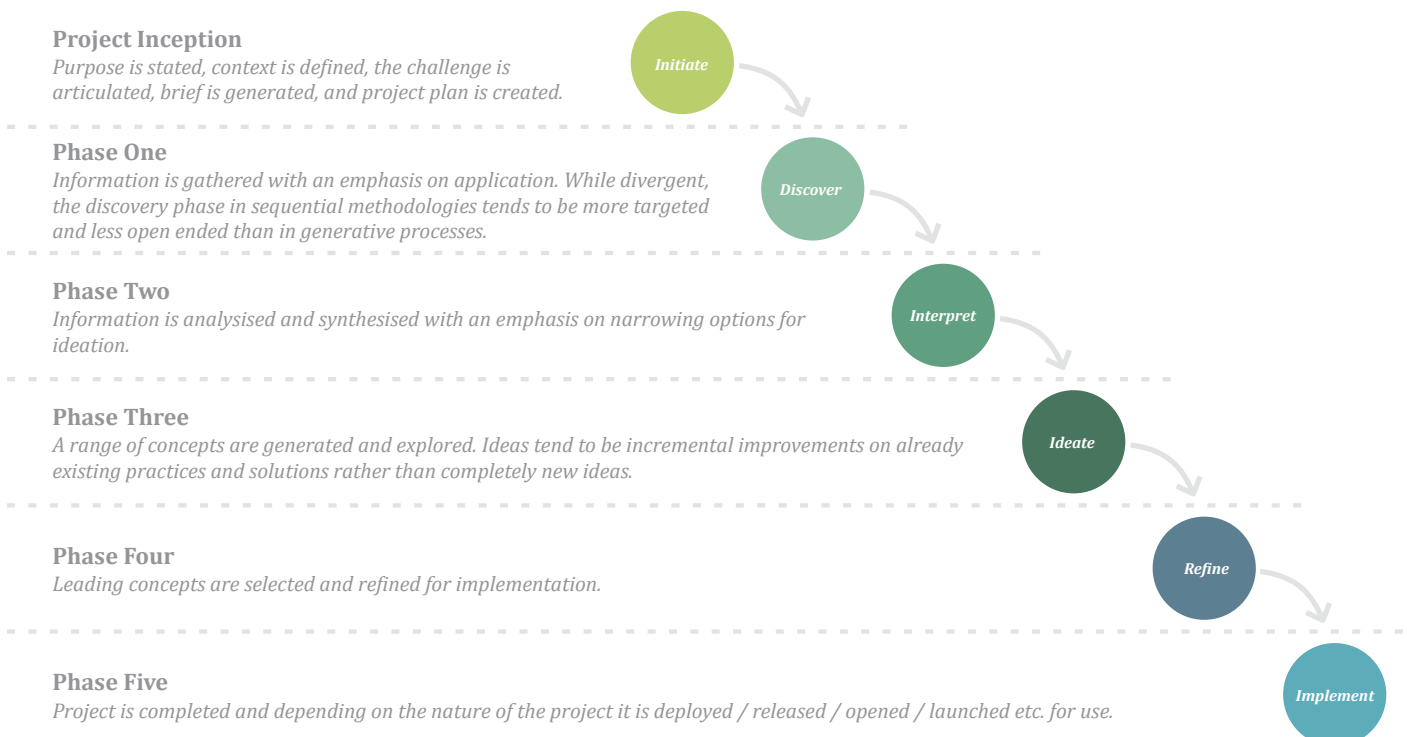 Project Inception
Purpose is stated, context is defined, the challenge is
articulated, brief is generated, and project plan is created.
Initiate
Phase One
Information is gathered with an emphasis on application. While divergent,
the discovery phase in sequential methodologies tends to be more targeted
and less open ended than in generative processes.
Discover
Phase Two
Information is analysised and synthesised with an emphasis on narrowing options for
ideation.
Interpret
Phase Three
A range of concepts are generated and explored. Ideas tend to be incremental improvements on already
existing practices and solutions rather than completely new ideas.
Ideate
Phase Four
Leading concepts are selected and refined for implementation.
Refine
Phase Five
Project is completed and depending on the nature of the project it is deployed / released / opened / launched etc. for use.
Implement